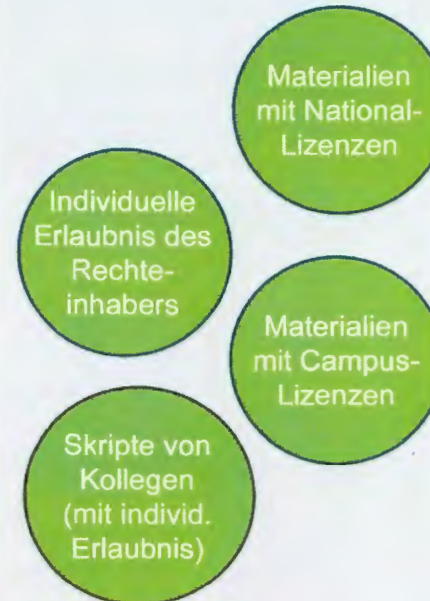 Materialien
mit National-
Lizenzen
Individuelle
Erlaubnis des
Rechte-
inhabers
Materialien
mit Campus-
Lizenzen
Skripte von
Kollegen
(mit individ.
Erlaubnis)